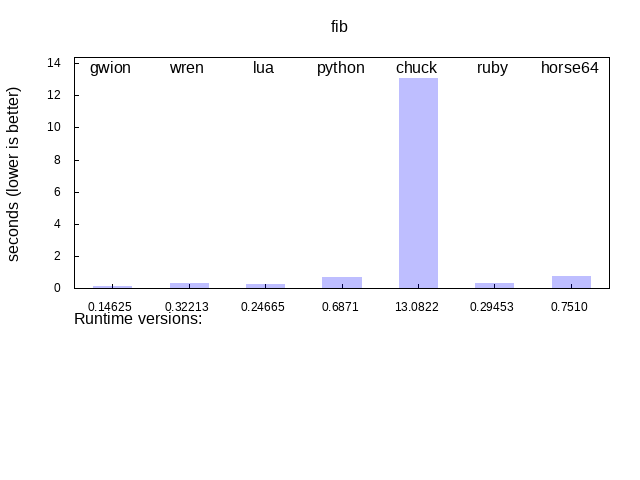 fib
seconds (lower is better)
14
12
10
8
6
4
2
0
gwion wren lua python chuck ruby horse64
0.14625 0.32213 0.24665 0.6871 13.0822 0.29453 0.7510
Runtime versions: